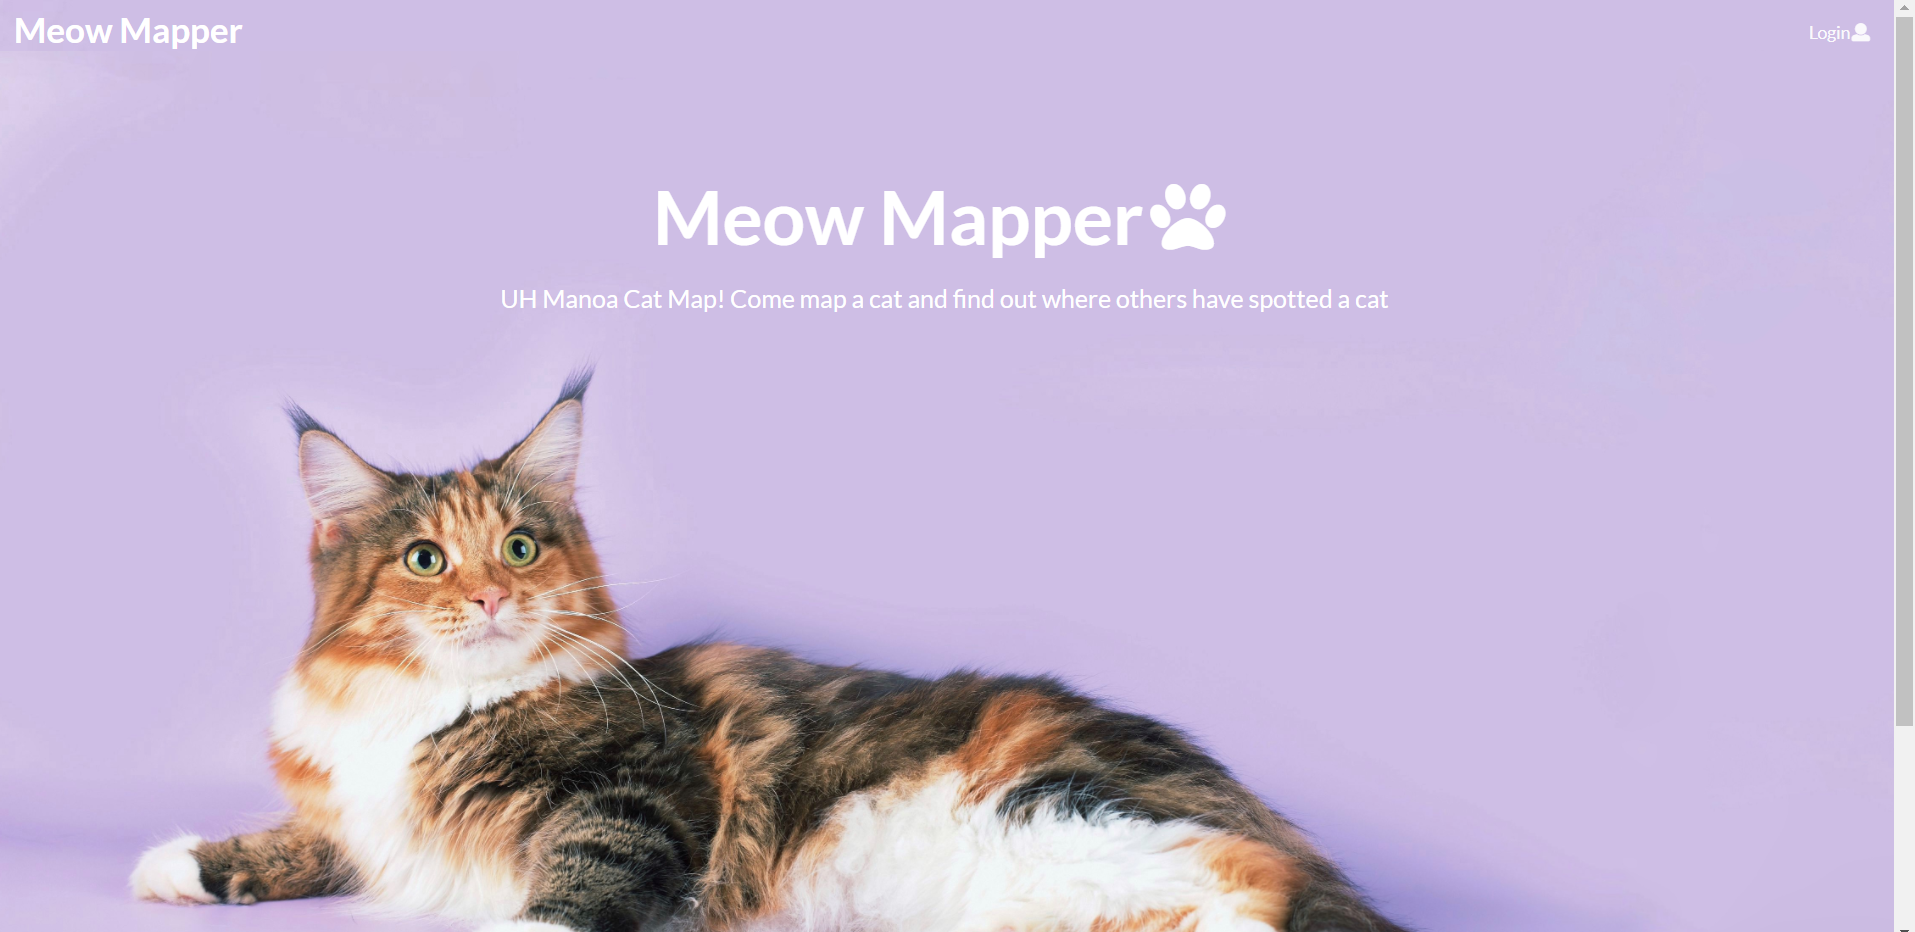 Meow Mapper
Login
Meow Mapper
UH Manoa Cat Map! Come map a cat and find out where others have spotted a cat